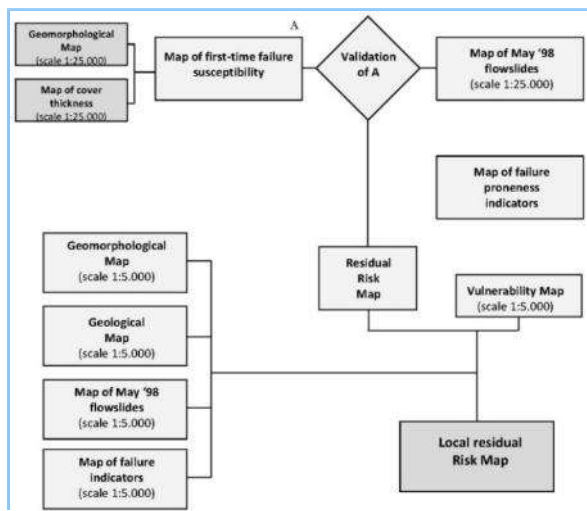 A
Geomorphological
Map
(scale 1:25.000)
Map of cover
thickness
(scale 1:25.000)
Map of first-time failure
susceptibility
Validation
of A
Map of May '98
flowslides
(scale 1:25.000)
Map of failure
proneness
indicators
Geomorphological
Map
(scale 1:5.000)
Residual
Risk
Map
Vulnerability Map
(scale 1:5.000)
Geological
Map
(scale 1:5.000)
Map of May '98
flowslides
(scale 1:5.000)
Map of failure
indicators
(scale 1:5.000)
Local residual
Risk Map